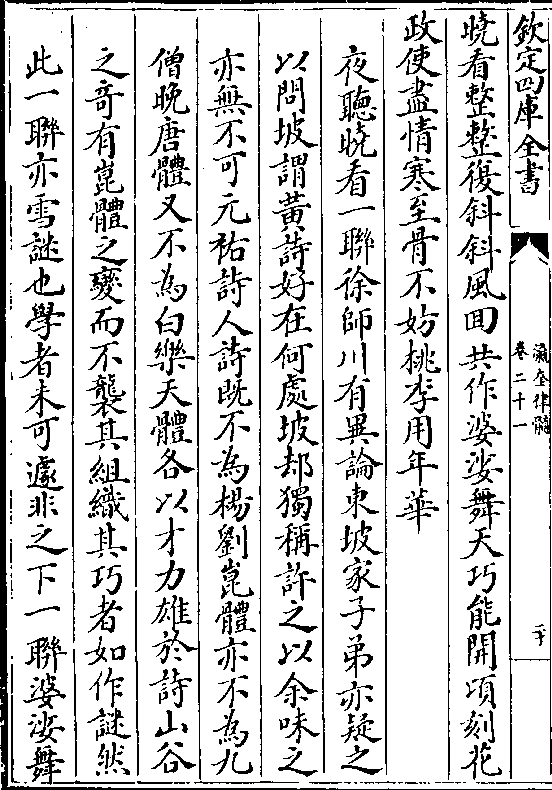 欽定四庫全書
瀛奎律髓
卷二十一
二十
曉看整整復斜斜風回共作婆娑舞天巧能開頃刻花
政使盡情寒至骨不妨桃李用年華
夜聽曉看一聯徐師川有異論東坡家子弟亦疑之
以問坡謂黃詩好在何處坡却獨稱許之以余味之
亦無不可元祐詩人詩既不為楊劉崑體亦不為九
僧晚唐體又不為白樂天體各以才力雄於詩山谷
之奇有崑體之變而不襲其組織其巧者如作謎然
此一聯亦雪謎也學者未可遽非之下一聯婆娑舞